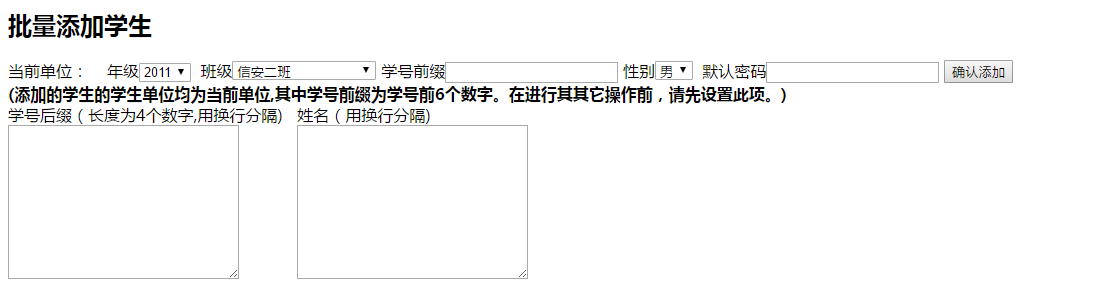 批量添加学生
当前单位： 年级 2011 班级 信安二班 学号前缀 性别 男 默认密码 确认添加
(添加的学生的学生单位均为当前单位,其中学号前缀为学号前6个数字。在进行其其它操作前，请先设置此项。)
学号后缀（长度为4个数字,用换行分隔) 姓名（用换行分隔)